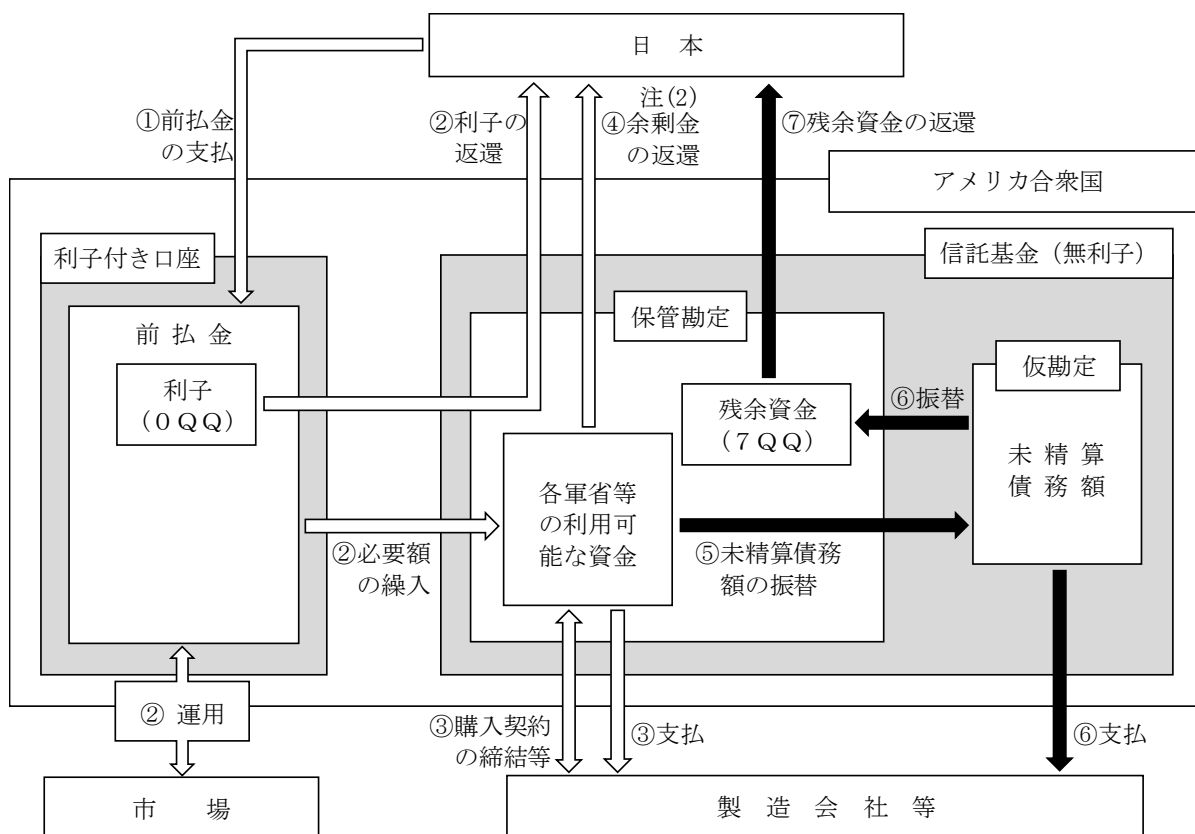 日 本
注(2)
①前払金
の支払
②利子の
返還
④余剰金
の返還
⑦残余資金の返還
アメリカ合衆国
利子付き口座
信託基金（無利子）
前 払 金
利子
(０ＱＱ)
保管勘定
残余資金
(７ＱＱ)
⑥振替
仮勘定
未 精 算
債 務 額
各軍省等
の利用可
能な資金
②必要額
の繰入
⑤未精算債務
額の振替
② 運用
③購入契約
の締結等
③支払
⑥支払
市 場
製 造 会 社 等